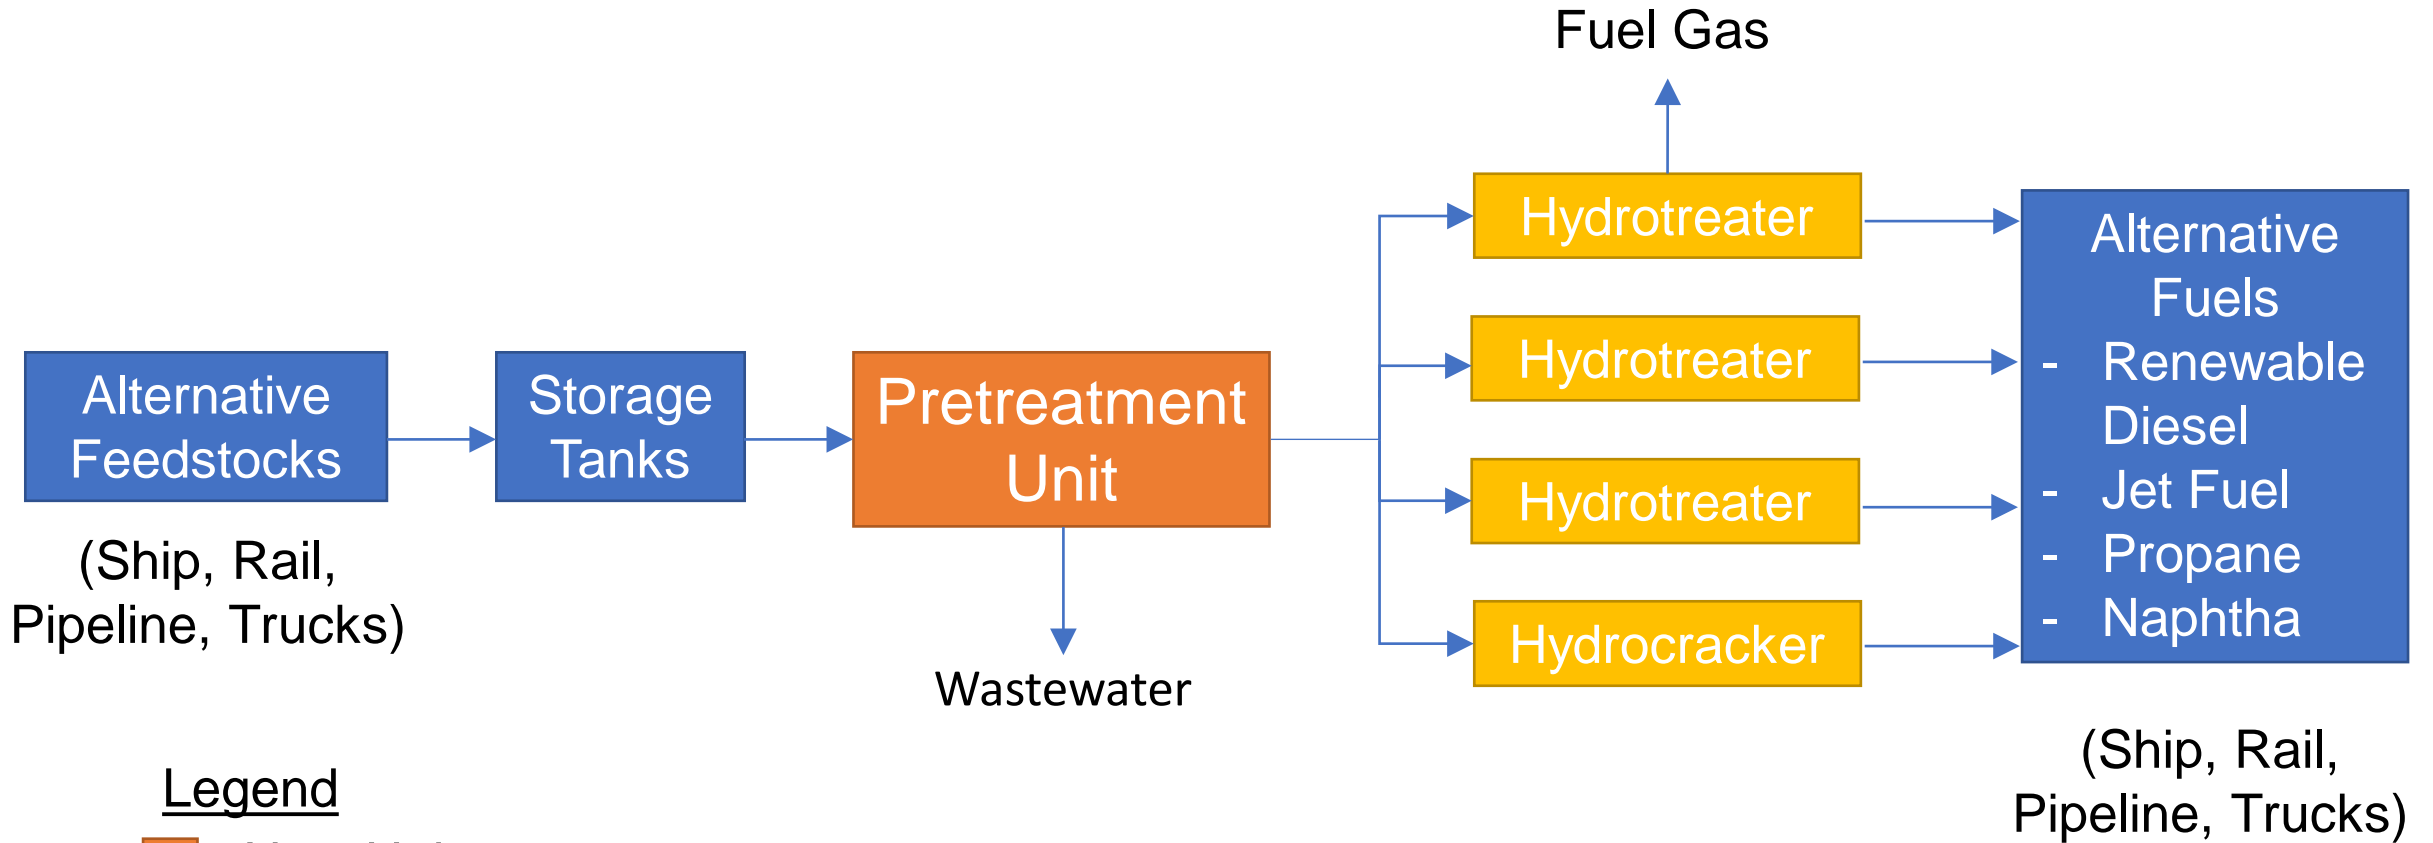 Fuel Gas
Alternative
Feedstocks
(Ship, Rail,
Pipeline, Trucks)
Storage
Tanks
Pretreatment
Unit
Wastewater
Hydrotreater
Hydrotreater
Hydrotreater
Hydrocracker
Alternative
Fuels
- Renewable
Diesel
- Jet Fuel
- Propane
- Naphtha
(Ship, Rail,
Pipeline, Trucks)
Legend